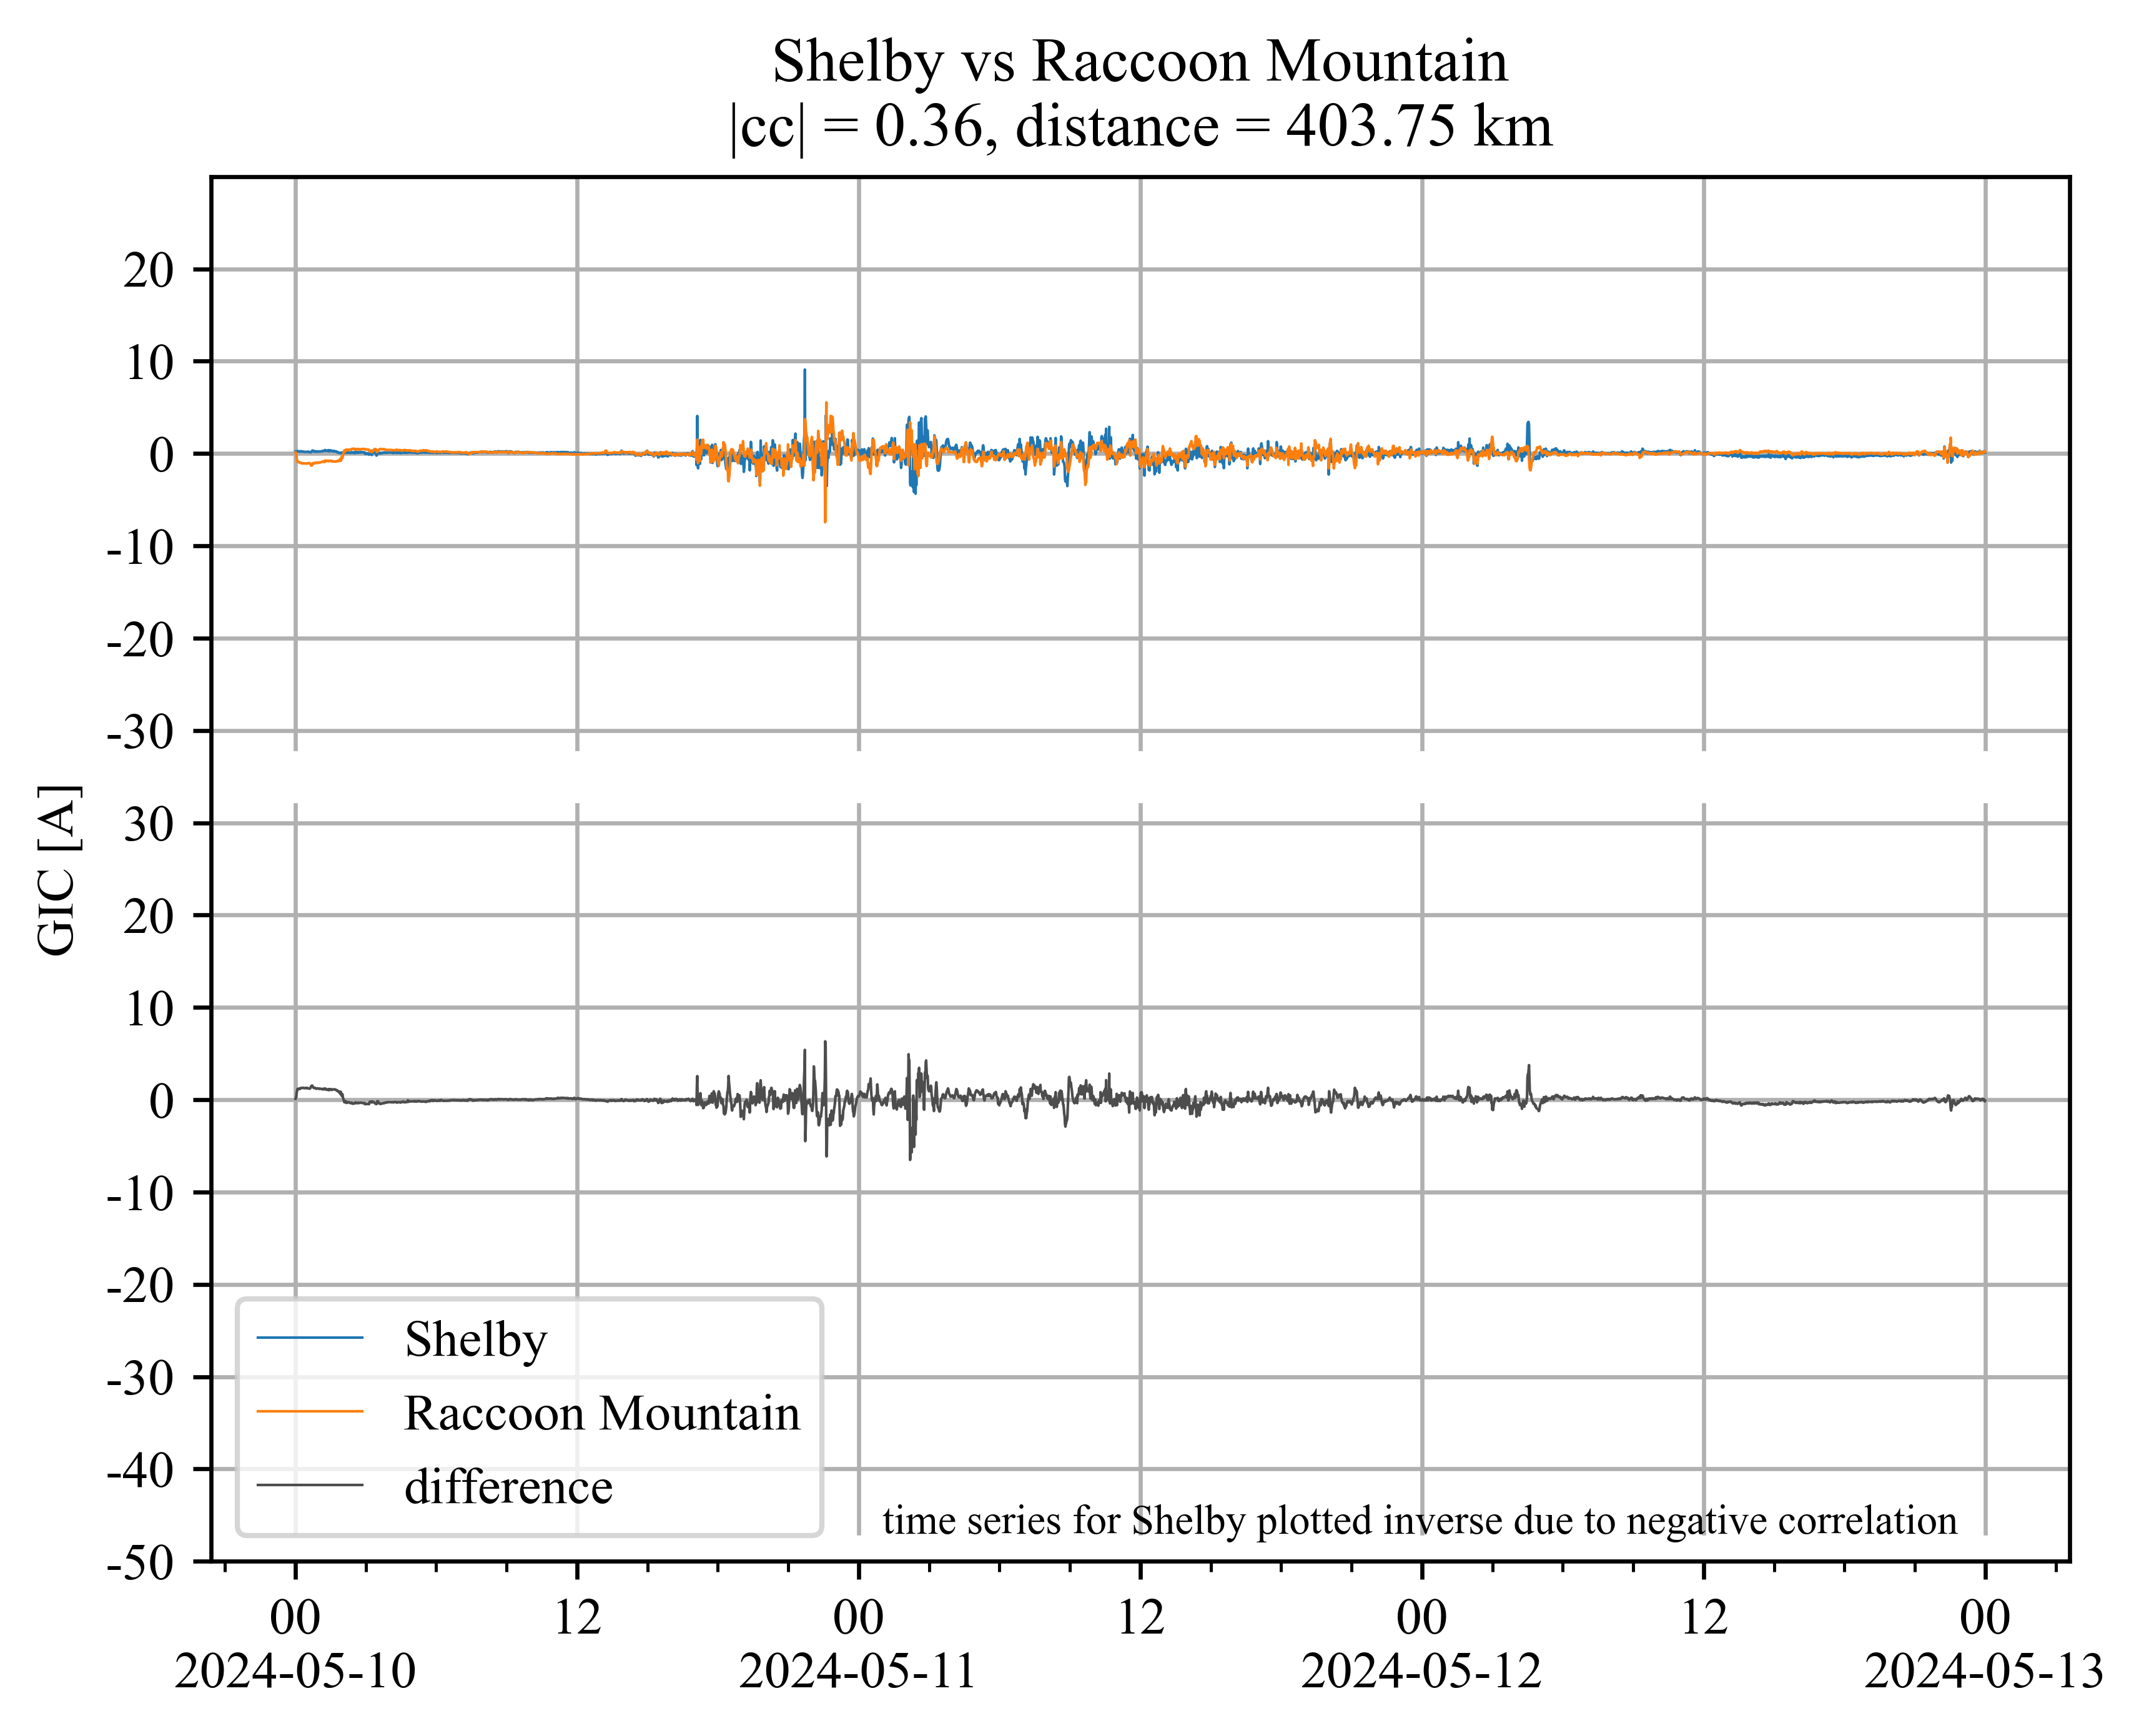 Shelby vs Raccoon Mountain
|cc| = 0.36, distance = 403.75 km
20
10
0
-10
-20
-30
30
20
10
0
-10
-20
-30
-40
-50
GIC [A]
Shelby
Raccoon Mountain
difference
time series for Shelby plotted inverse due to negative correlation
00 12 00 12 00 12 00
2024-05-10 2024-05-11 2024-05-12 2024-05-13